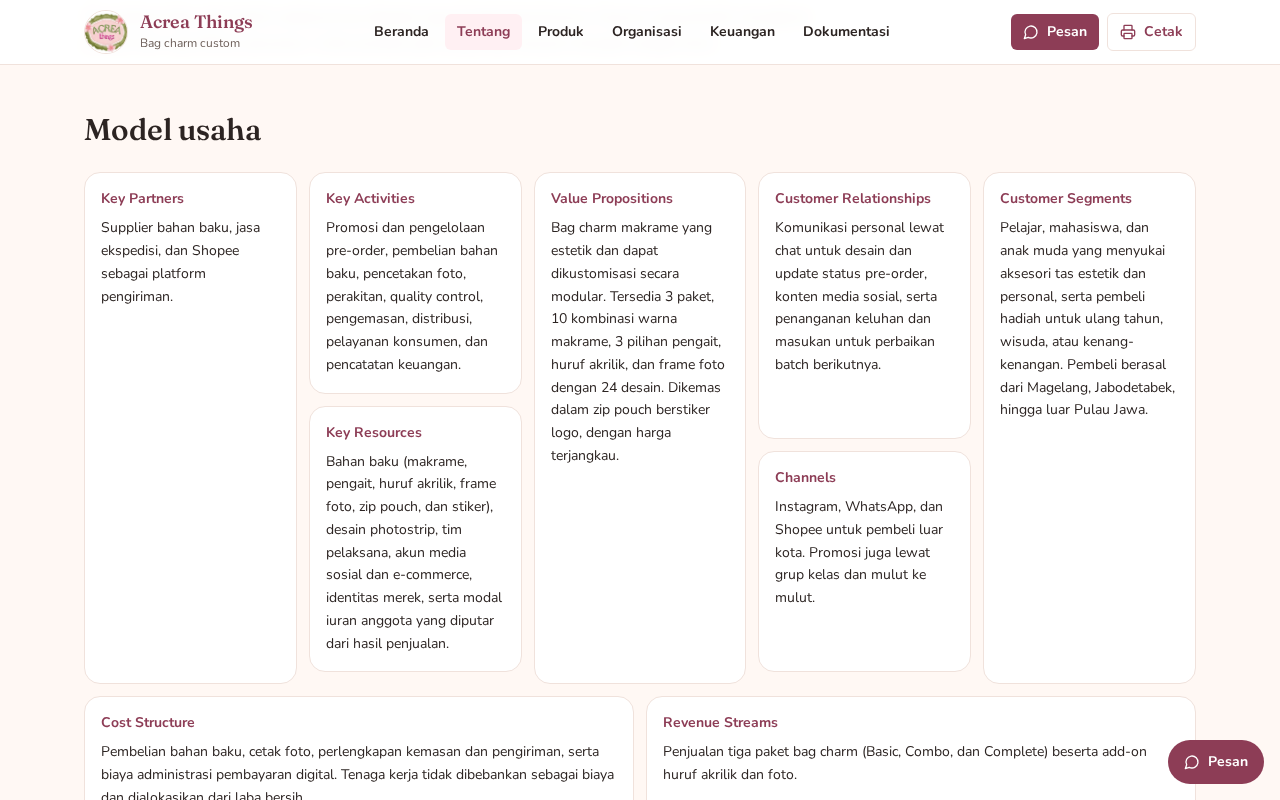 ACREA
things
Acrea Things
Bag charm custom
Beranda
Tentang
Produk
Organisasi
Keuangan
Dokumentasi
Pesan
Cetak
Model usaha
Key Partners
Supplier bahan baku, jasa
ekspedisi, dan Shopee
sebagai platform
pengiriman.
Key Activities
Promosi dan pengelolaan
pre-order, pembelian bahan
baku, pencetakan foto,
perakitan, quality control,
pengemasan, distribusi,
pelayanan konsumen, dan
pencatatan keuangan.
Key Resources
Bahan baku (makrame,
pengait, huruf akrilik, frame
foto, zip pouch, dan stiker),
desain photostrip, tim
pelaksana, akun media
sosial dan e-commerce,
identitas merek, serta modal
iuran anggota yang diputar
dari hasil penjualan.
Value Propositions
Bag charm makrame yang
estetik dan dapat
dikustomisasi secara
modular. Tersedia 3 paket,
10 kombinasi warna
makrame, 3 pilihan pengait,
huruf akrilik, dan frame foto
dengan 24 desain. Dikemas
dalam zip pouch berstiker
logo, dengan harga
terjangkau.
Customer Relationships
Komunikasi personal lewat
chat untuk desain dan
update status pre-order,
konten media sosial, serta
penanganan keluhan dan
masukan untuk perbaikan
batch berikutnya.
Channels
Instagram, WhatsApp, dan
Shopee untuk pembeli luar
kota. Promosi juga lewat
grup kelas dan mulut ke
mulut.
Customer Segments
Pelajar, mahasiswa, dan
anak muda yang menyukai
aksesori tas estetik dan
personal, serta pembeli
hadiah untuk ulang tahun,
wisuda, atau kenang-
kenangan. Pembeli berasal
dari Magelang, Jabodetabek,
hingga luar Pulau Jawa.
Cost Structure
Pembelian bahan baku, cetak foto, perlengkapan kemasan dan pengiriman, serta
biaya administrasi pembayaran digital. Tenaga kerja tidak dibebankan sebagai biaya
dan dialokasikan dari laba bersih.
Revenue Streams
Penjualan tiga paket bag charm (Basic, Combo, dan Complete) beserta add-on
huruf akrilik dan foto.
Pesan